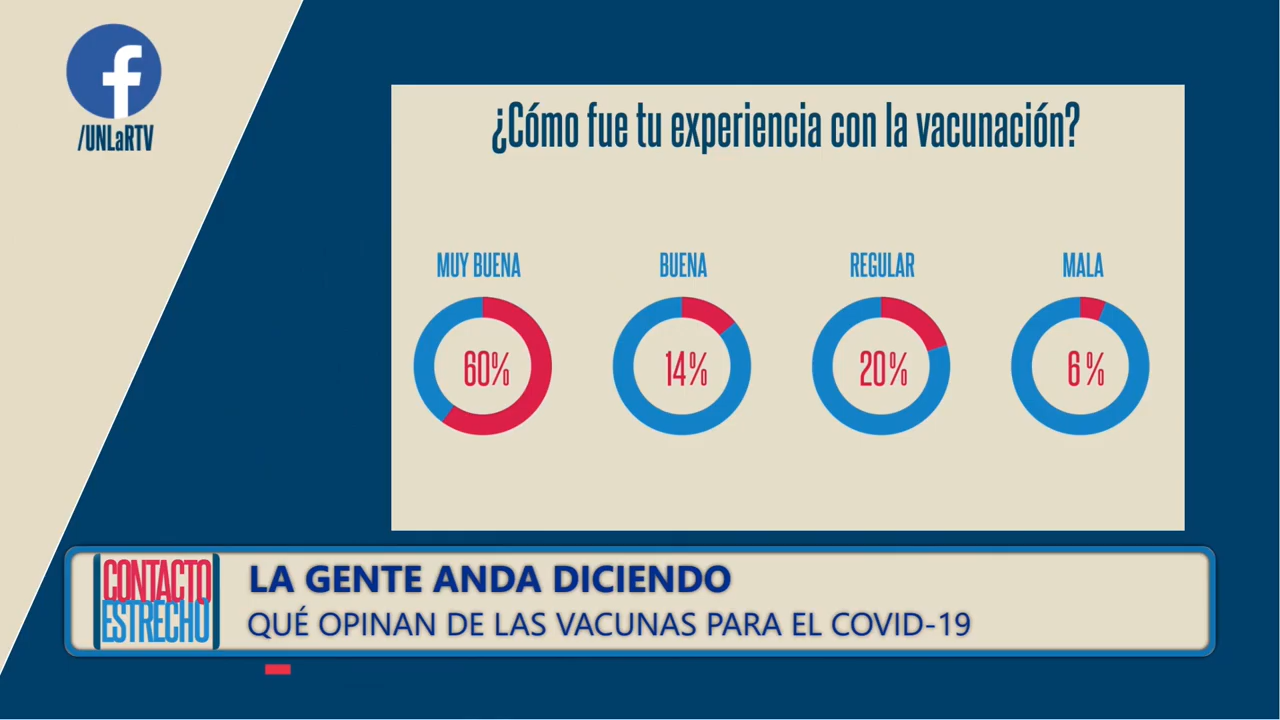 /UNLaRTV
¿Cómo fue tu experiencia con la vacunación?
MUY BUENA
BUENA
REGULAR
MALA
60%
14%
20%
6%
CONTACTO
ESTRECHO
LA GENTE ANDA DICIENDO
QUÉ OPINAN DE LAS VACUNAS PARA EL COVID-19